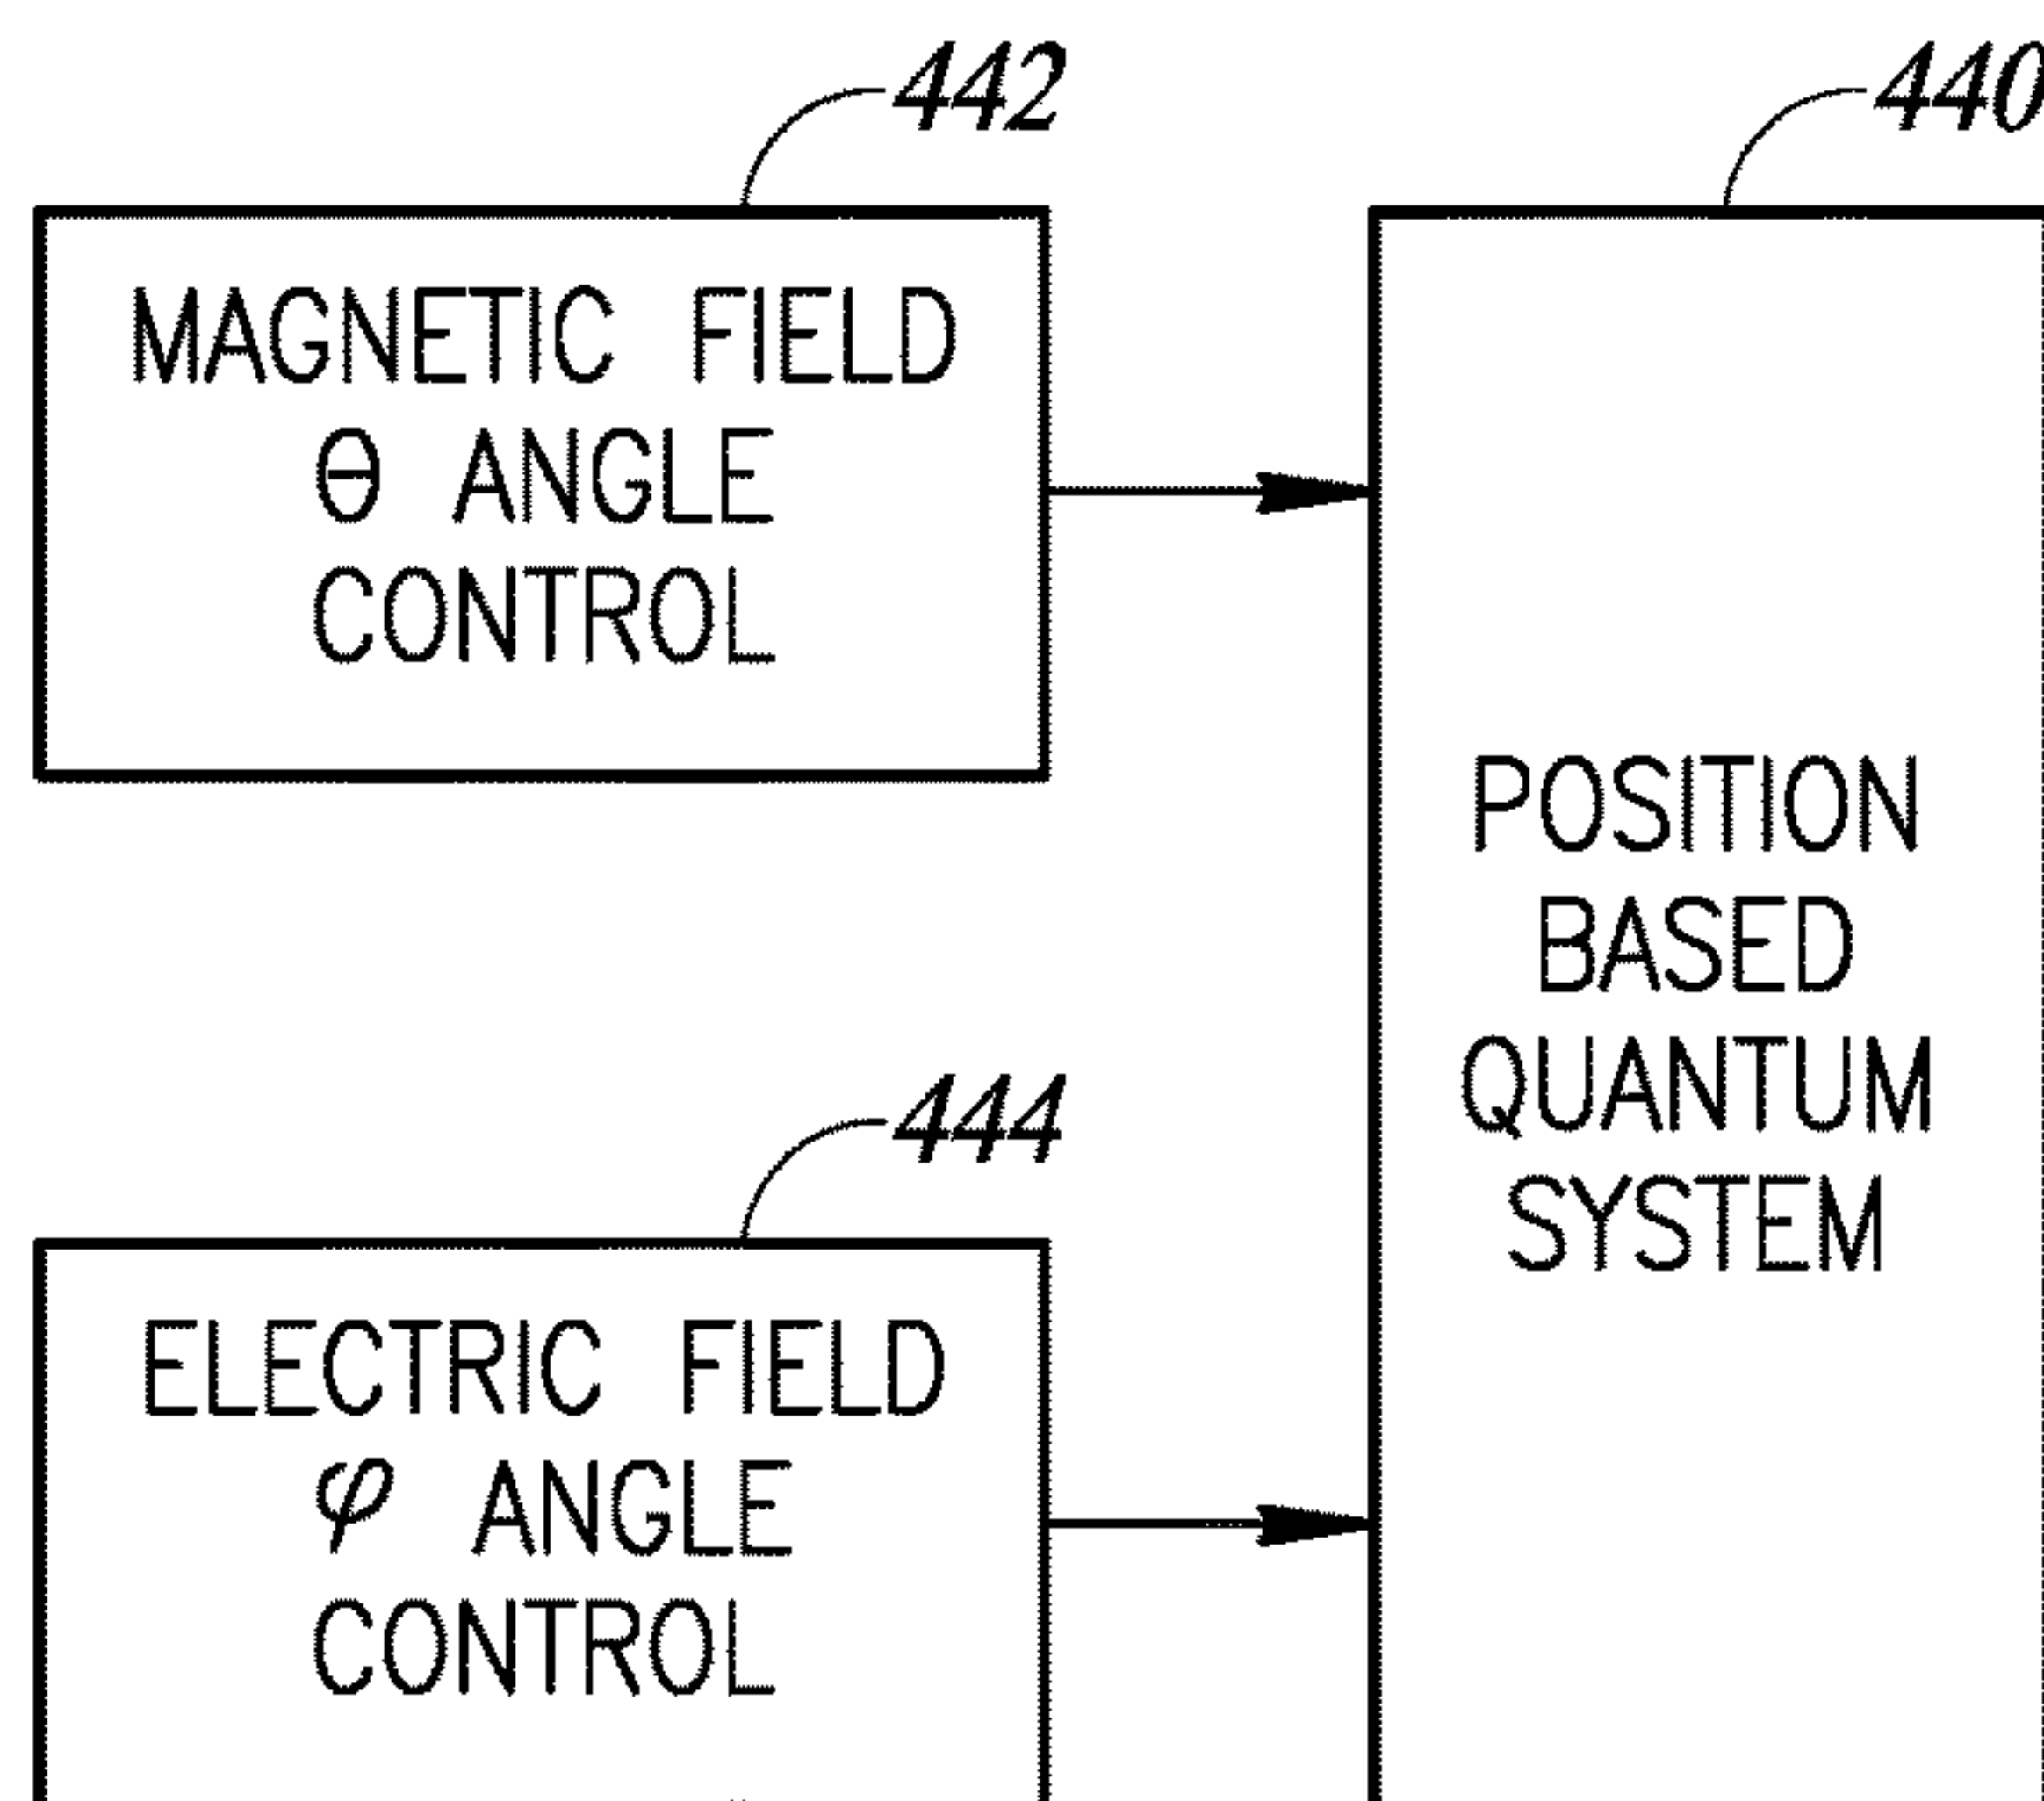 442
MAGNETIC FIELD
θ ANGLE
CONTROL
440
POSITION
BASED
QUANTUM
SYSTEM
444
ELECTRIC FIELD
φ ANGLE
CONTROL